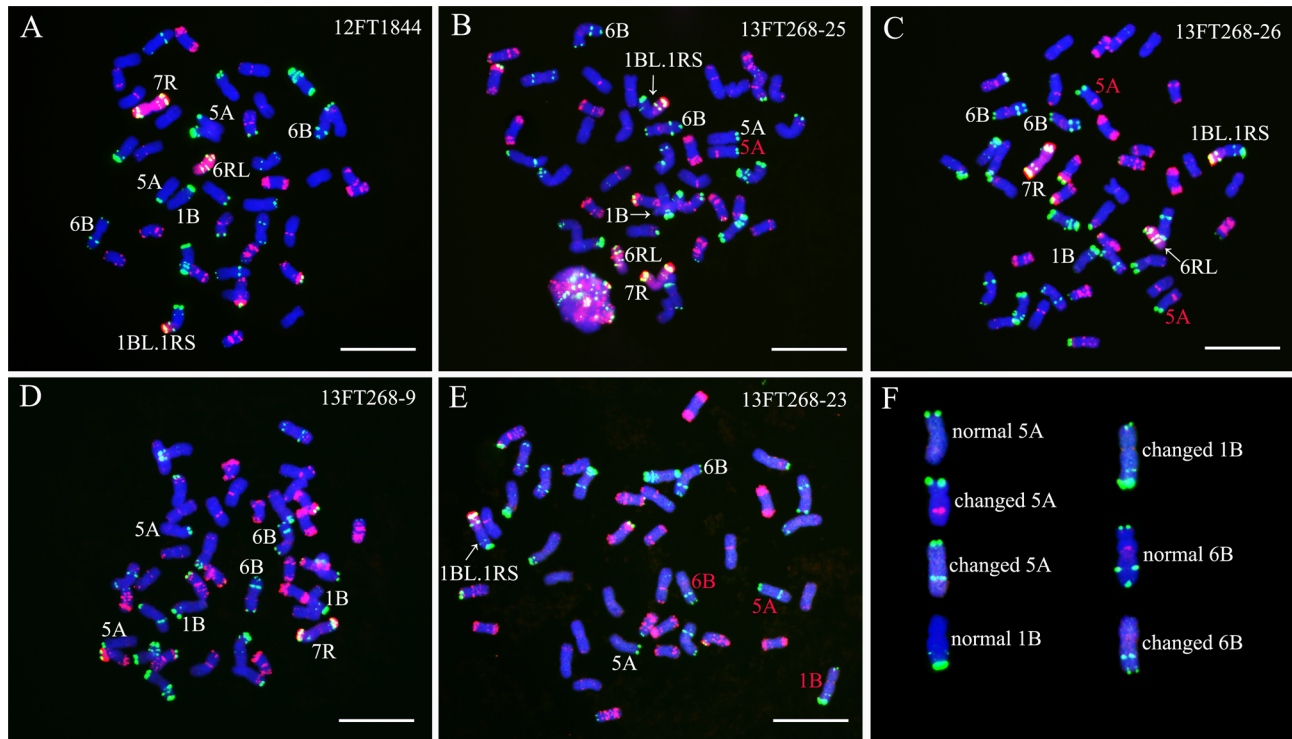 A
12FT1844
7R
5A
6B
6RL
5A
1B
6B
1BL.1RS
B
13FT268-25
6B
1BL.1RS
6B
5A
5A
1B
6RL
7R
C
13FT268-26
5A
6B
6B
1BL.1RS
7R
1B
6RL
5A
D
13FT268-9
5A
6B
6B
1B
1B
5A
7R
E
13FT268-23
6B
1BL.1RS
6B
5A
5A
1B
F
normal 5A
changed 1B
changed 5A
changed 5A
normal 6B
normal 1B
changed 6B